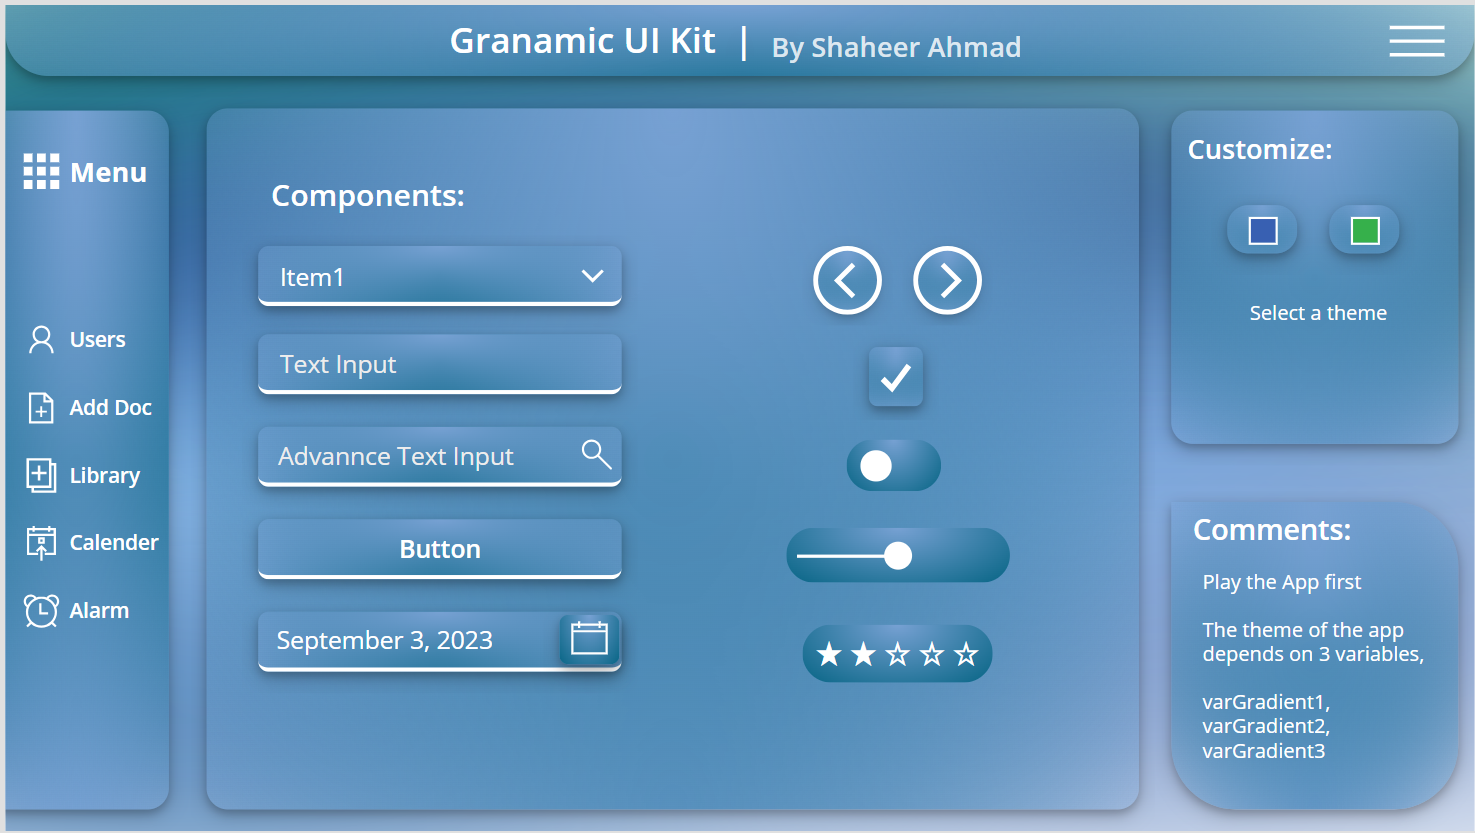 Granamic UI Kit | By Shaheer Ahmad
Menu
Users
Add Doc
Library
Calender
Alarm
Components:
Item1
Text Input
Advannce Text Input
Button
September 3, 2023
Customize:
Select a theme
Comments:
Play the App first
The theme of the app
depends on 3 variables,
varGradient1,
varGradient2,
varGradient3